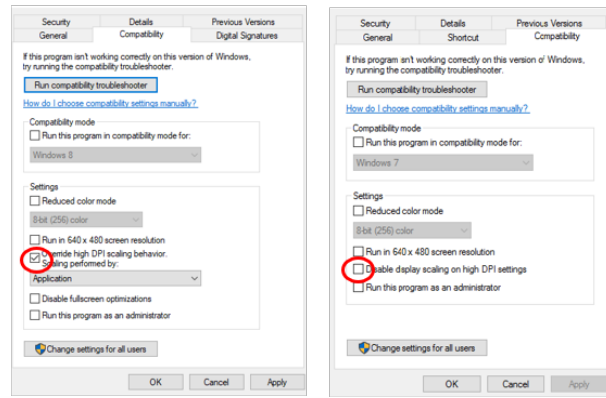 Security Details Previous Versions
General Compatibility Digital Signatures
If this program isn't working correctly on this version of Windows,
try running the compatibility troubleshooter.
Run compatibility troubleshooter
How do I choose compatibility settings manually?
Compatibility mode
Run this program in compatibility mode for:
Windows 8
Settings
Reduced color mode
8-bit (256) color
Run in 640 x 480 screen resolution
Override high DPI scaling behavior.
Scaling performed by:
Application
Disable fullscreen optimizations
Run this program as an administrator
Change settings for all users
OK Cancel Apply
Security Details Previous Versions
General Shortcut Compatibility
If this program isn't working correctly on this version of Windows,
try running the compatibility troubleshooter.
Run compatibility troubleshooter
How do I choose compatibility settings manually?
Compatibility mode
Run this program in compatibility mode for:
Windows 7
Settings
Reduced color mode
8-bit (256) color
Run in 640 x 480 screen resolution
Disable display scaling on high DPI settings
Run this program as an administrator
Change settings for all users
OK Cancel Apply